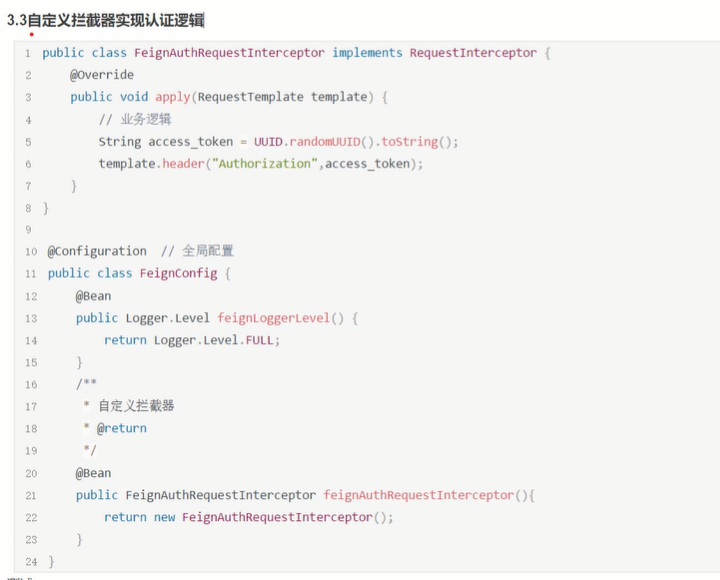 3.3自定义拦截器实现认证逻辑
1 public class FeignAuthRequestInterceptor implements RequestInterceptor {
2 @Override
3 public void apply(RequestTemplate template) {
4 // 业务逻辑
5 String access_token = UUID.randomUUID().toString();
6 template.header("Authorization",access_token);
7 }
8 }
9
10 @Configuration // 全局配置
11 public class FeignConfig {
12 @Bean
13 public Logger.Level feignLoggerLevel() {
14 return Logger.Level.FULL;
15 }
16 /**
17 * 自定义拦截器
18 * @return
19 */
20 @Bean
21 public FeignAuthRequestInterceptor feignAuthRequestInterceptor(){
22 return new FeignAuthRequestInterceptor();
23 }
24 }